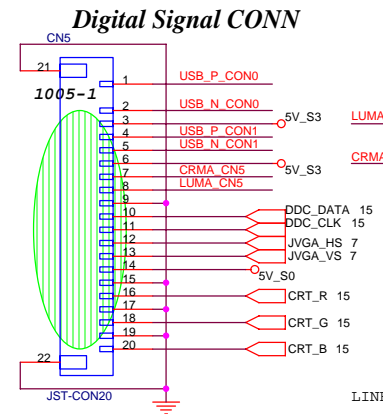 Digital Signal CONN
CN5
21
1005-1
1 USB_P_CON0
2 USB_N_CON0
3 5V_S3 LUMA
4 USB_P_CON1
5 USB_N_CON1
6 5V_S3 CRMA
7 CRMA_CN5
8 LUMA_CN5
9
10 DDC_DATA 15
11 DDC_CLK 15
12 JVGA_HS 7
13 JVGA_VS 7
14 5V_S0
15
16 CRT_R 15
17
18 CRT_G 15
19
20 CRT_B 15
22
JST-CON20
LINE